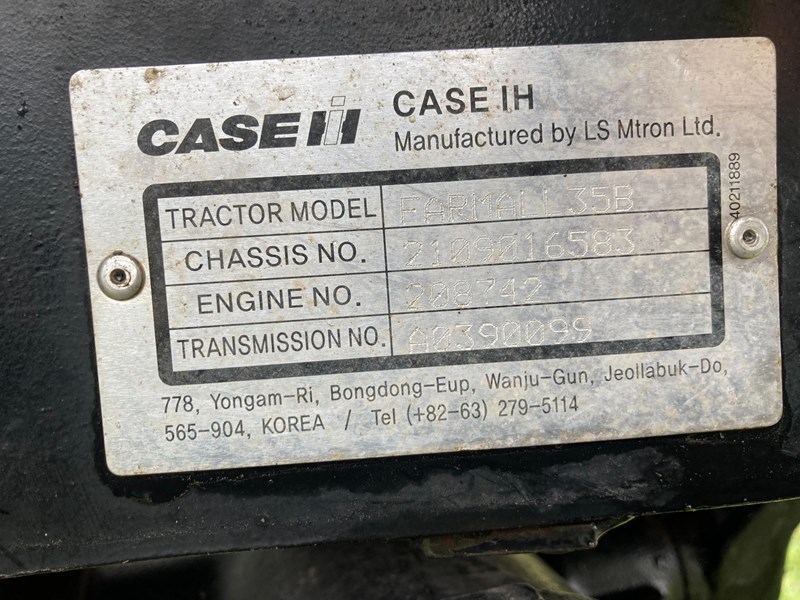 CASE IH CASE IH
Manufactured by LS Mtron Ltd.
40211889
TRACTOR MODEL FARMALL 35B
CHASSIS NO. 2109016583
ENGINE NO. 208742
TRANSMISSION NO. A0390099
778, Yongam-Ri, Bongdong-Eup, Wanju-Gun, Jeollabuk-Do,
565-904, KOREA / Tel (+82-63) 279-5114